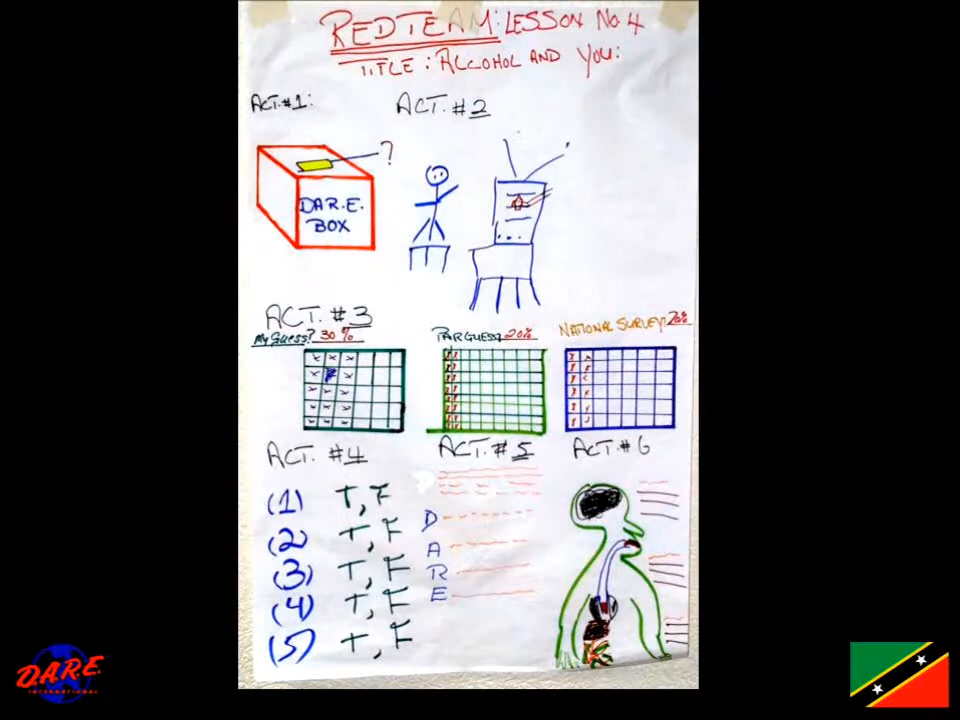 REDTEAM: LESSON No 4
TITLE: ALCOHOL AND YOU:
ACT. #1:
ACT. #2
?
D.A.R.E.
BOX
ACT. #3
My Guess? 30 %
PAR GUESS: 20%
NATIONAL SURVEY: 20%
ACT. #4
ACT. #5
ACT. #6
(1) T, F
(2) T, F
(3) T, F
(4) T, F
(5) T, F
D
A
R
E
D.A.R.E.
INTERNATIONAL